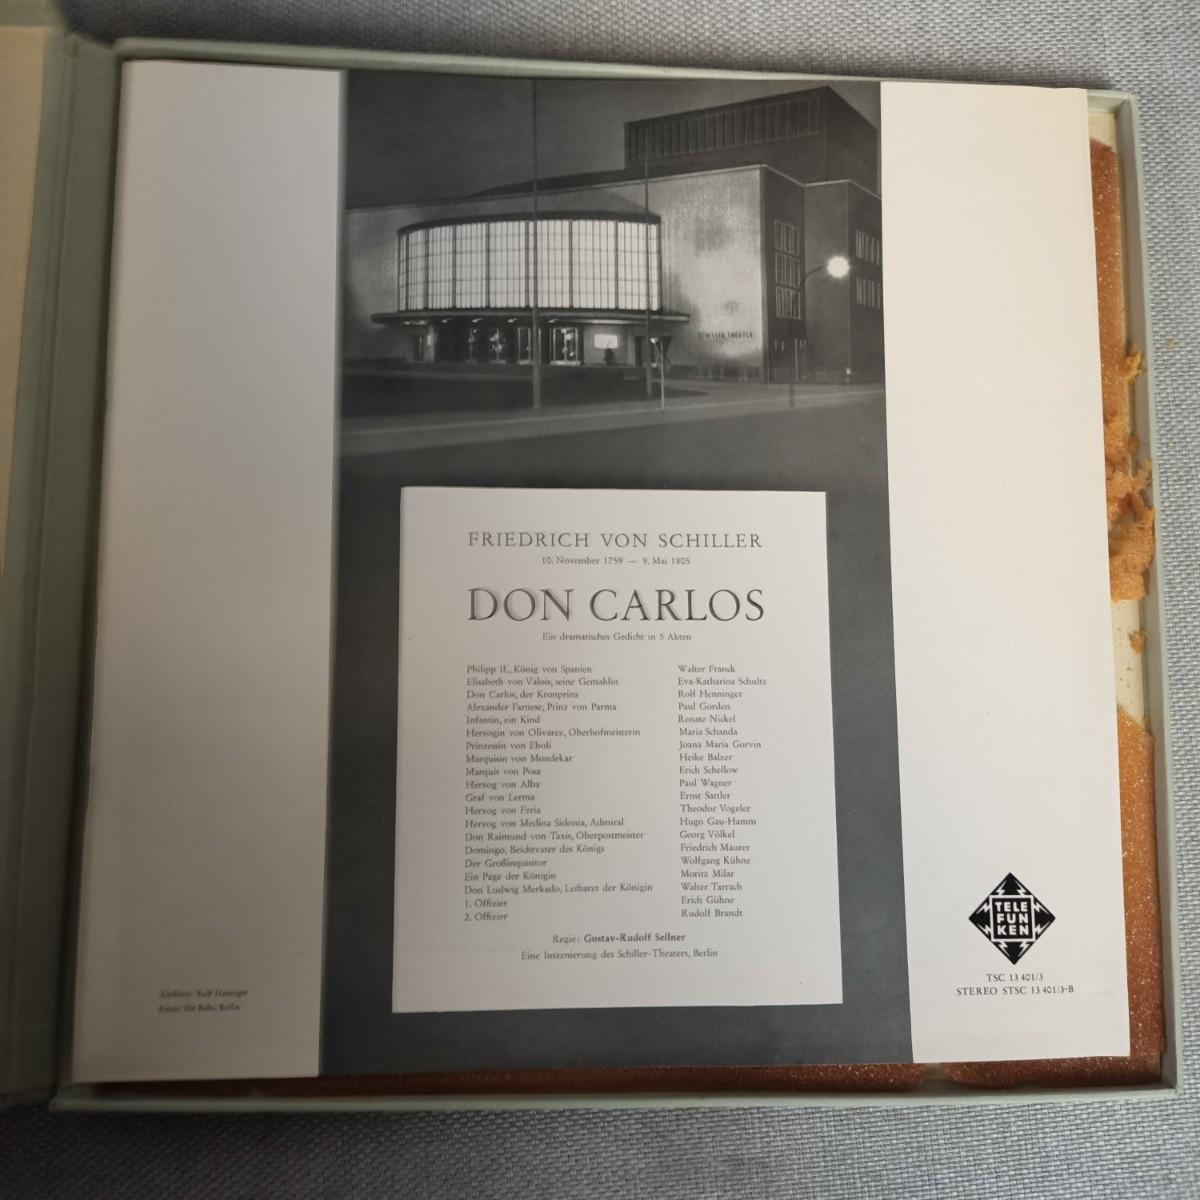 SCHILLER THEATER
FRIEDRICH VON SCHILLER
10. November 1759 — 9. Mai 1805
DON CARLOS
Ein dramatisches Gedicht in 5 Akten
Philipp II., König von Spanien Walter Franck
Elisabeth von Valois, seine Gemahlin Eva-Katharina Schultz
Don Carlos, der Kronprinz Rolf Henninger
Alexander Farnese, Prinz von Parma Paul Gorden
Infantin, ein Kind Renate Nickel
Herzogin von Olivarez, Oberhofmeisterin Maria Schanda
Prinzessin von Eboli Joana Maria Gorvin
Marquisin von Mondekar Heike Balzer
Marquis von Posa Erich Schellow
Herzog von Alba Paul Wagner
Graf von Lerma Ernst Sattler
Herzog von Feria Theodor Vogeler
Herzog von Medina Sidonia, Admiral Hugo Gau-Hamm
Don Raimund von Taxis, Oberpostmeister Georg Völkel
Domingo, Beichtvater des Königs Friedrich Maurer
Der Großinquisitor Wolfgang Kühne
Ein Page der Königin Moritz Milar
Don Ludwig Merkado, Leibarzt der Königin Walter Tarrach
1. Offizier Erich Gühne
2. Offizier Rudolf Brandt
Regie: Gustav-Rudolf Sellner
Eine Inszenierung des Schiller-Theaters, Berlin
TELE
FUN
KEN
TSC 13 401/3
STEREO STSC 13 401/3-B
Fotos: Ilse Buhs, Berlin